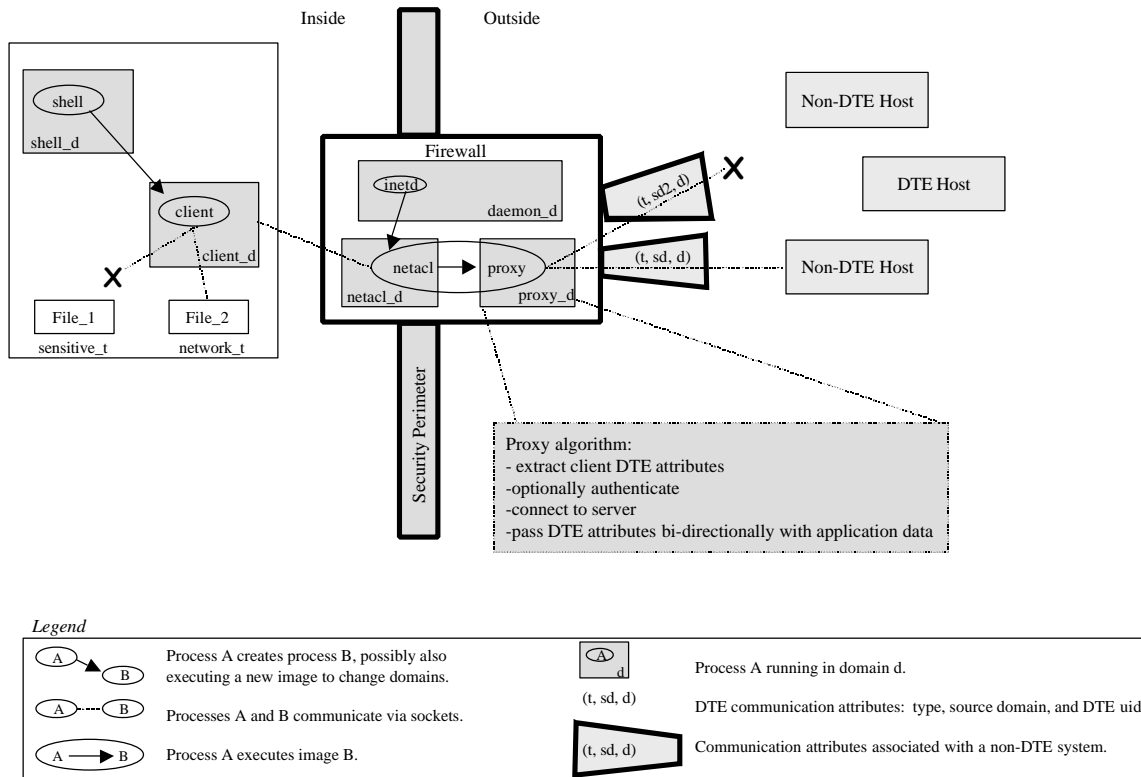 Inside
Outside
shell
shell_d
client
client_d
File_1
sensitive_t
File_2
network_t
Firewall
inetd
daemon_d
netacl
netacl_d
proxy
proxy_d
Security Perimeter
(t, sd2, d)
(t, sd, d)
Non-DTE Host
DTE Host
Non-DTE Host
Proxy algorithm:
- extract client DTE attributes
-optionally authenticate
-connect to server
-pass DTE attributes bi-directionally with application data
Legend
A
B
Process A creates process B, possibly also
executing a new image to change domains.
A
B
Processes A and B communicate via sockets.
A
B
Process A executes image B.
A
d
Process A running in domain d.
(t, sd, d)
DTE communication attributes: type, source domain, and DTE uid
(t, sd, d)
Communication attributes associated with a non-DTE system.